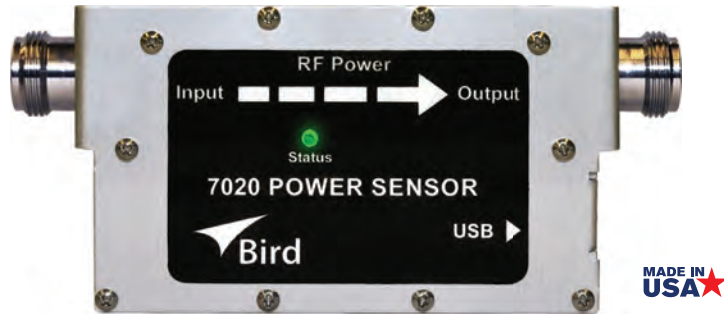 RF Power
Input
Output
Status
7020 POWER SENSOR
USB
Bird
MADE IN
USA